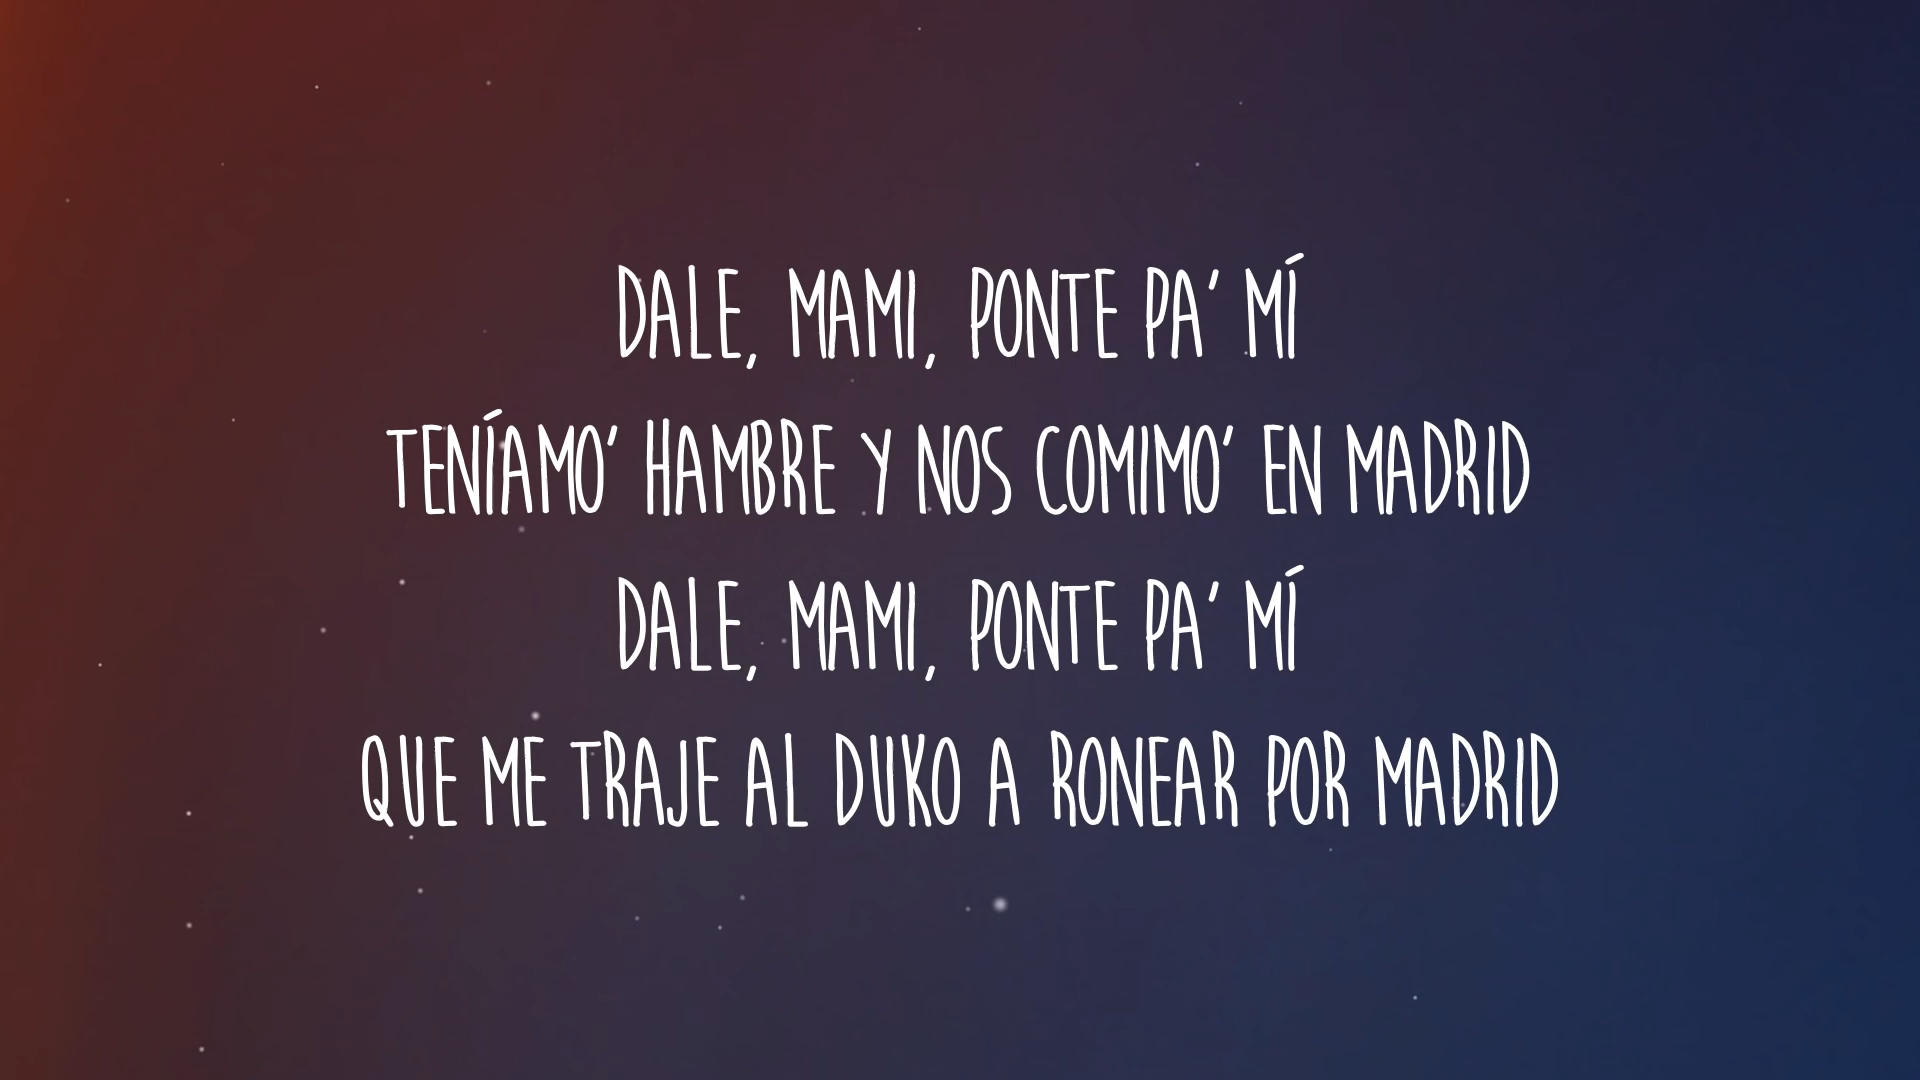 DALE, MAMI, PONTE PA' MÍ
TENÍAMO' HAMBRE Y NOS COMIMO' EN MADRID
DALE, MAMI, PONTE PA' MÍ
QUE ME TRAJE AL DUKO A RONEAR POR MADRID